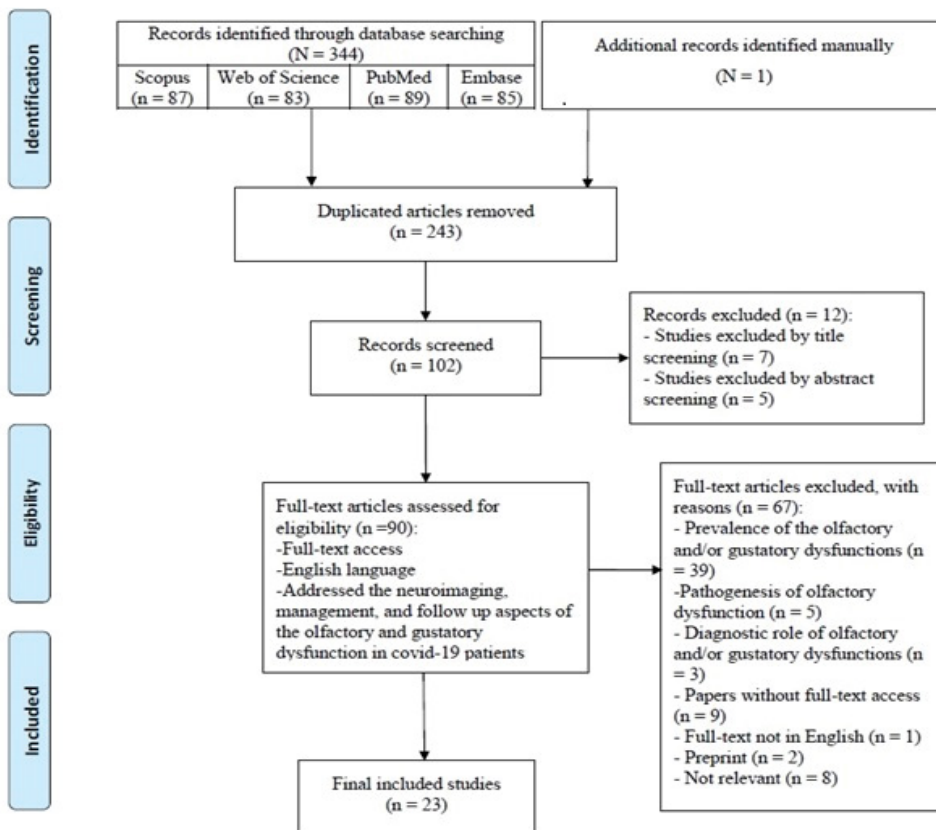 Identification
Records identified through database searching
(N = 344)
Scopus
(n = 87)
Web of Science
(n = 83)
PubMed
(n = 89)
Embase
(n = 85)
Additional records identified manually
(N = 1)
Duplicated articles removed
(n = 243)
Screening
Records screened
(n = 102)
Records excluded (n = 12):
- Studies excluded by title
screening (n = 7)
- Studies excluded by abstract
screening (n = 5)
Eligibility
Full-text articles assessed for
eligibility (n =90):
-Full-text access
-English language
-Addressed the neuroimaging,
management, and follow up aspects of
the olfactory and gustatory
dysfunction in covid-19 patients
Full-text articles excluded, with
reasons (n = 67):
- Prevalence of the olfactory
and/or gustatory dysfunctions (n
= 39)
-Pathogenesis of olfactory
dysfunction (n = 5)
- Diagnostic role of olfactory
and/or gustatory dysfunctions (n
= 3)
- Papers without full-text access
(n = 9)
- Full-text not in English (n = 1)
- Preprint (n = 2)
- Not relevant (n = 8)
Included
Final included studies
(n = 23)